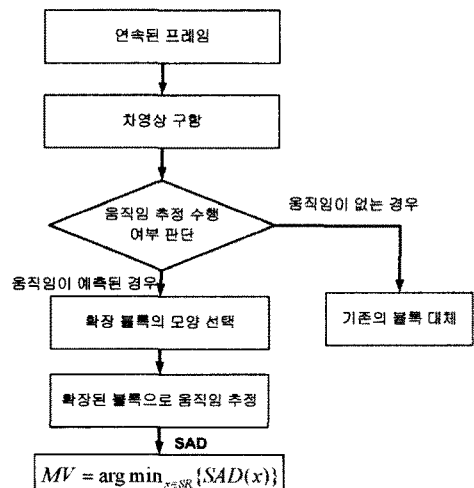 연속된 프레임
차영상 구함
움직임 추정 수행
여부 판단
움직임이 없는 경우
움직임이 예측된 경우
확장 블록의 모양 선택
기존의 블록 대체
확장된 블록으로 움직임 추정
SAD
MV = arg min_{x∈SR}{SAD(x)}